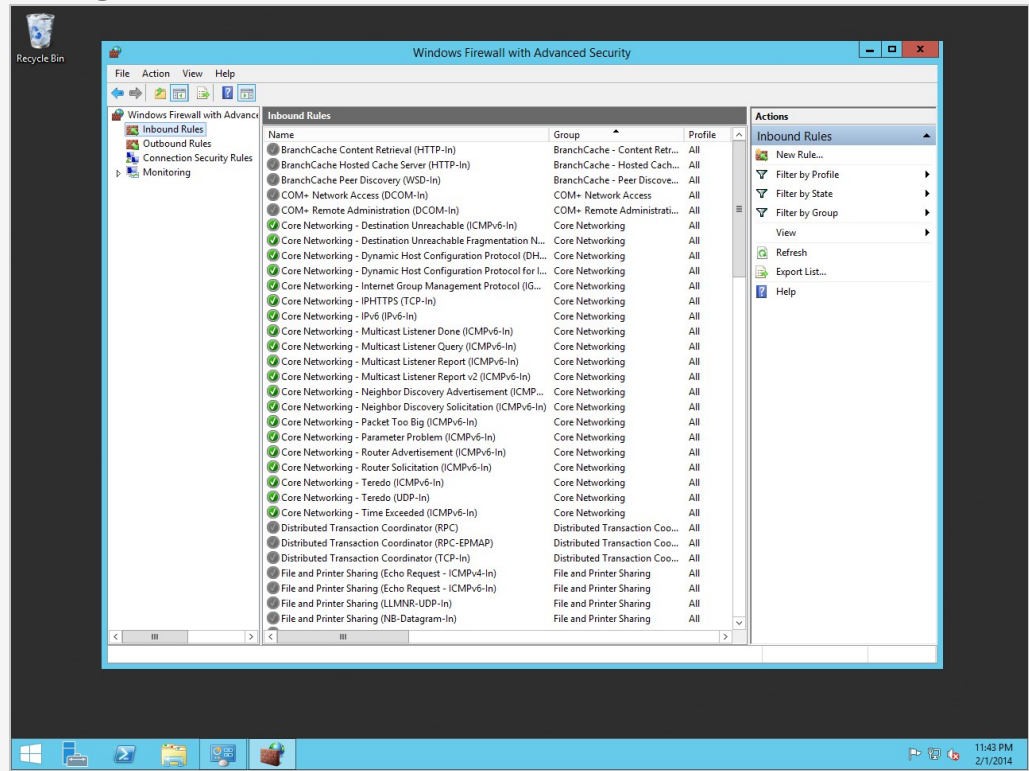 Recycle Bin
Windows Firewall with Advanced Security
File Action View Help
Windows Firewall with Advance
Inbound Rules
Outbound Rules
Connection Security Rules
Monitoring
Inbound Rules
Name Group Profile
BranchCache Content Retrieval (HTTP-In) BranchCache - Content Retr... All
BranchCache Hosted Cache Server (HTTP-In) BranchCache - Hosted Cach... All
BranchCache Peer Discovery (WSD-In) BranchCache - Peer Discove... All
COM+ Network Access (DCOM-In) COM+ Network Access All
COM+ Remote Administration (DCOM-In) COM+ Remote Administrati... All
Core Networking - Destination Unreachable (ICMPv6-In) Core Networking All
Core Networking - Destination Unreachable Fragmentation N... Core Networking All
Core Networking - Dynamic Host Configuration Protocol (DH... Core Networking All
Core Networking - Dynamic Host Configuration Protocol for I... Core Networking All
Core Networking - Internet Group Management Protocol (IG... Core Networking All
Core Networking - IPHTTPS (TCP-In) Core Networking All
Core Networking - IPv6 (IPv6-In) Core Networking All
Core Networking - Multicast Listener Done (ICMPv6-In) Core Networking All
Core Networking - Multicast Listener Query (ICMPv6-In) Core Networking All
Core Networking - Multicast Listener Report (ICMPv6-In) Core Networking All
Core Networking - Multicast Listener Report v2 (ICMPv6-In) Core Networking All
Core Networking - Neighbor Discovery Advertisement (ICMP... Core Networking All
Core Networking - Neighbor Discovery Solicitation (ICMPv6-In) Core Networking All
Core Networking - Packet Too Big (ICMPv6-In) Core Networking All
Core Networking - Parameter Problem (ICMPv6-In) Core Networking All
Core Networking - Router Advertisement (ICMPv6-In) Core Networking All
Core Networking - Router Solicitation (ICMPv6-In) Core Networking All
Core Networking - Teredo (ICMPv6-In) Core Networking All
Core Networking - Teredo (UDP-In) Core Networking All
Core Networking - Time Exceeded (ICMPv6-In) Core Networking All
Distributed Transaction Coordinator (RPC) Distributed Transaction Coo... All
Distributed Transaction Coordinator (RPC-EPMAP) Distributed Transaction Coo... All
Distributed Transaction Coordinator (TCP-In) Distributed Transaction Coo... All
File and Printer Sharing (Echo Request - ICMPv4-In) File and Printer Sharing All
File and Printer Sharing (Echo Request - ICMPv6-In) File and Printer Sharing All
File and Printer Sharing (LLMNR-UDP-In) File and Printer Sharing All
File and Printer Sharing (NB-Datagram-In) File and Printer Sharing All
Actions
Inbound Rules
New Rule...
Filter by Profile
Filter by State
Filter by Group
View
Refresh
Export List...
Help
11:43 PM
2/1/2014